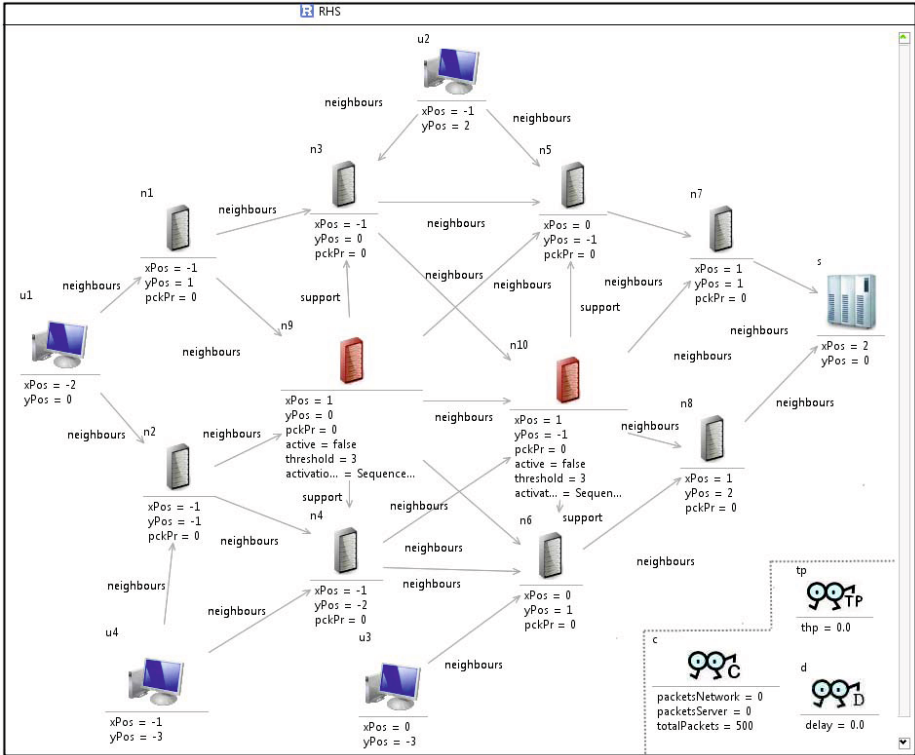 RHS
u2
neighbours
xPos = -1
yPos = 2
neighbours
n3
n5
n1
n7
neighbours
xPos = -1
yPos = 0
pckPr = 0
neighbours
xPos = 0
yPos = -1
pckPr = 0
neighbours
xPos = -1
yPos = 1
pckPr = 0
xPos = 1
yPos = 1
pckPr = 0
s
u1
neighbours
support
neighbours
neighbours
neighbours
n9
support
n10
neighbours
neighbours
neighbours
xPos = 2
yPos = 0
xPos = -2
yPos = 0
xPos = 1
yPos = 0
pckPr = 0
active = false
threshold = 3
activatio... = Sequence...
xPos = 1
yPos = -1
pckPr = 0
active = false
threshold = 3
activat... = Sequen...
neighbours
n8
neighbours
neighbours
n2
neighbours
neighbours
xPos = 1
yPos = 2
pckPr = 0
xPos = -1
yPos = -1
pckPr = 0
support
n4
neighbours
n6
support
neighbours
neighbours
neighbours
xPos = -1
yPos = -2
pckPr = 0
neighbours
xPos = 0
yPos = 1
pckPr = 0
neighbours
neighbours
neighbours
u4
u3
neighbours
xPos = -1
yPos = -3
xPos = 0
yPos = -3
tp
TP
thp = 0.0
c
C
packetsNetwork = 0
packetsServer = 0
totalPackets = 500
d
D
delay = 0.0